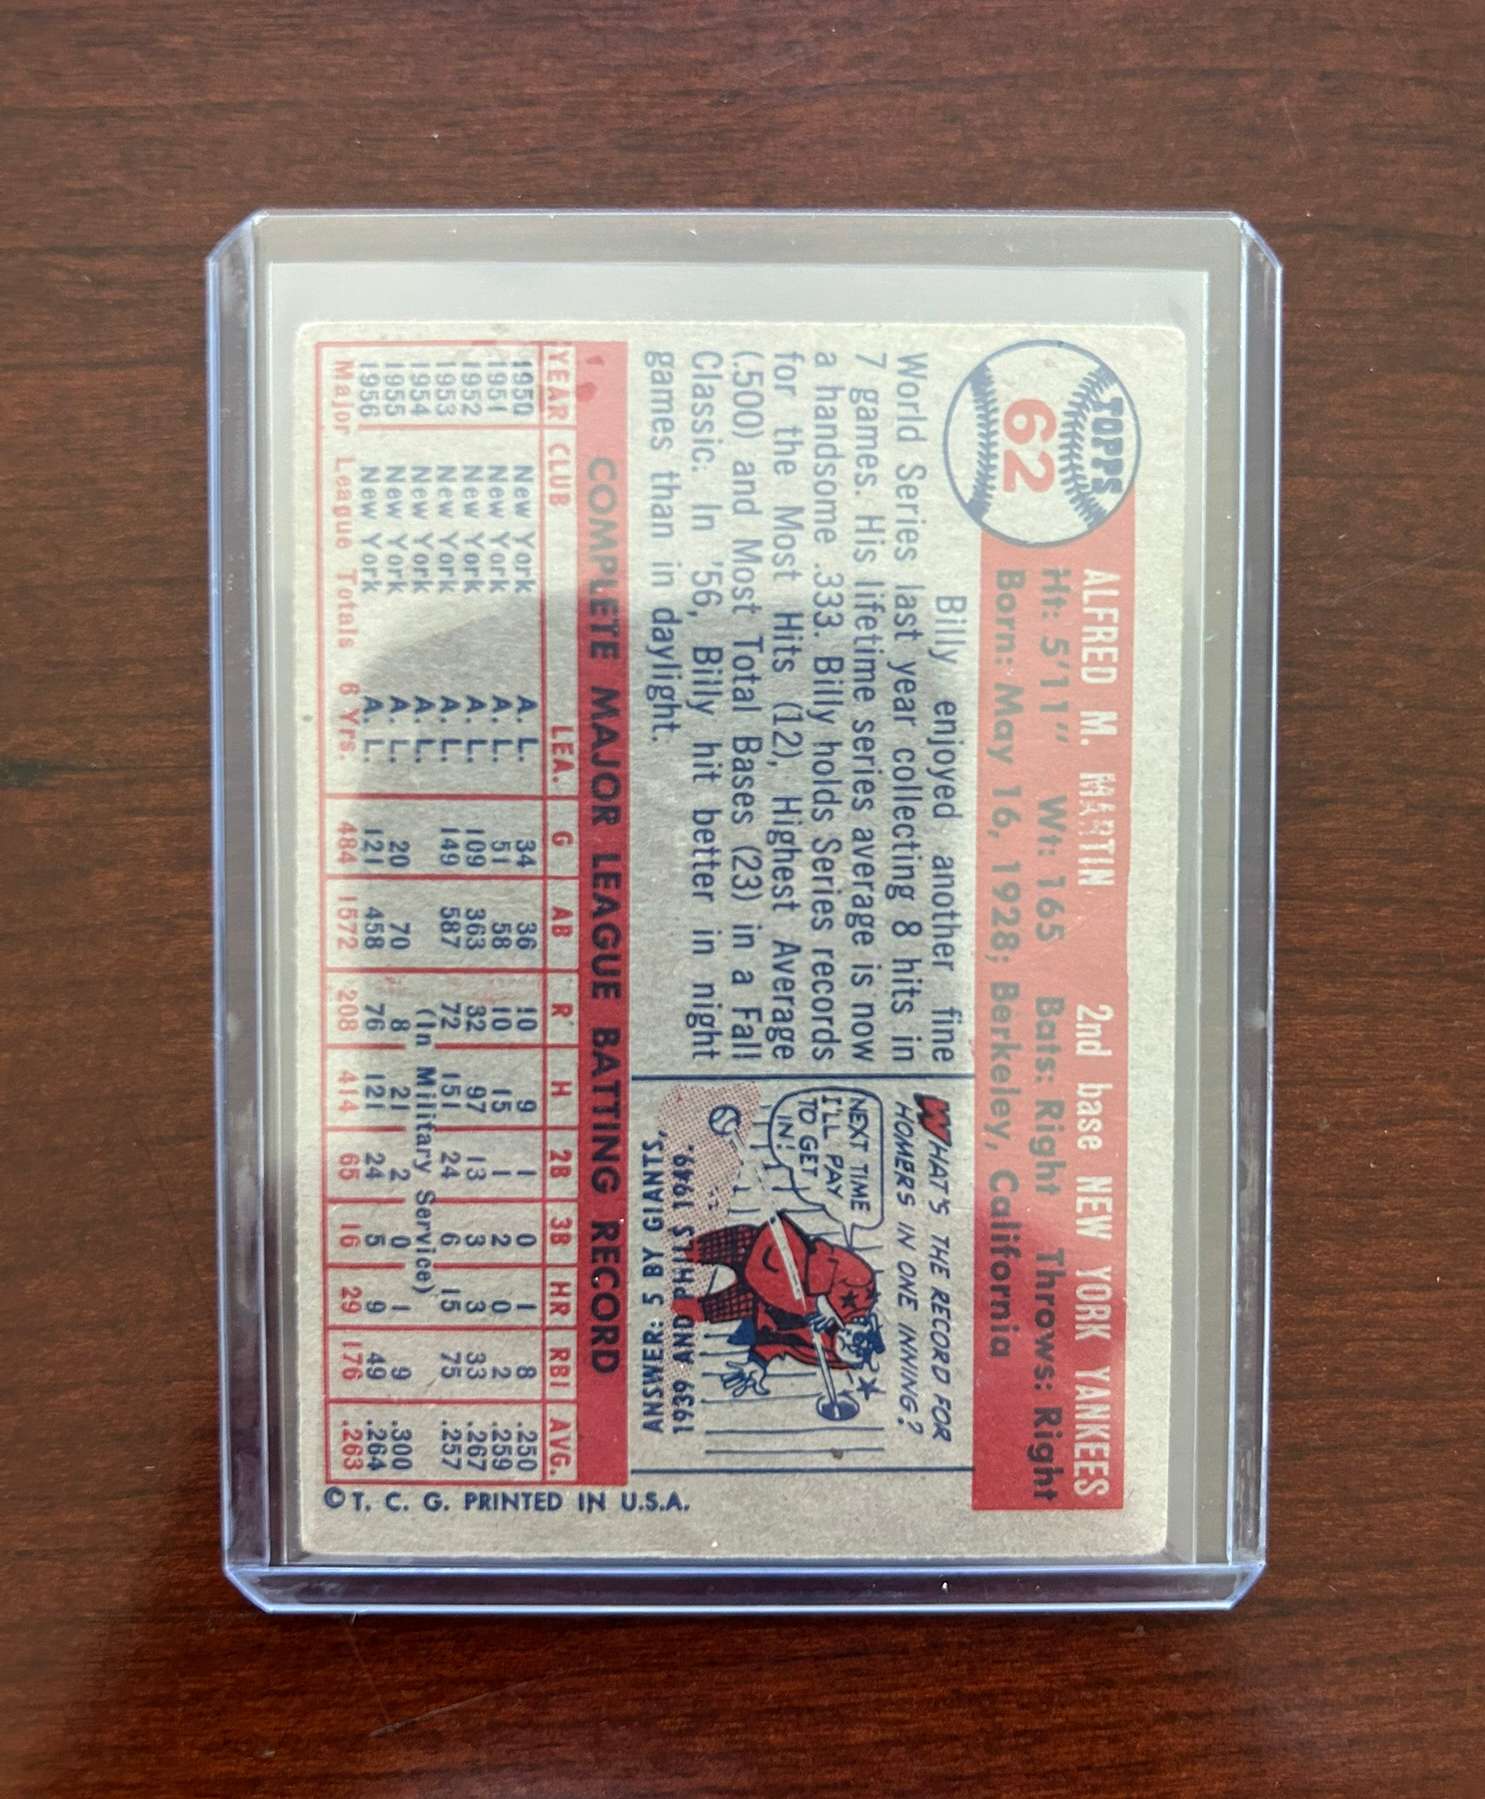 TOPPS
62
ALFRED M. MARTIN 2nd base NEW YORK YANKEES
Ht: 5'11" Wt: 165 Bats: Right Throws: Right
Born: May 16, 1928; Berkeley, California
Billy enjoyed another fine
World Series last year collecting 8 hits in
7 games. His lifetime series average is now
a handsome .333. Billy holds Series records
for the Most Hits (12), Highest Average
(.500) and Most Total Bases (23) in a Fall
Classic. In '56, Billy hit better in night
games than in daylight.
WHAT'S THE RECORD FOR
HOMERS IN ONE INNING?
NEXT TIME
I'LL PAY
TO GET
IN!
ANSWER: 5 BY GIANTS,
1939 AND PHILS 1949.
COMPLETE MAJOR LEAGUE BATTING RECORD
YEAR CLUB LEA. G AB R H 2B 3B HR RBI AVG.
1950 New York A. L. 34 36 10 9 1 0 1 8 .250
1951 New York A. L. 51 58 10 15 1 2 0 2 .259
1952 New York A. L. 109 363 32 97 13 3 3 33 .267
1953 New York A. L. 149 587 72 151 24 6 15 75 .257
1954 New York A. L. (In Military Service)
1955 New York A. L. 20 70 8 21 2 0 1 9 .300
1956 New York A. L. 121 458 76 121 24 5 9 49 .264
Major League Totals 6 Yrs. 484 1572 208 414 65 16 29 176 .263
© T. C. G. PRINTED IN U.S.A.